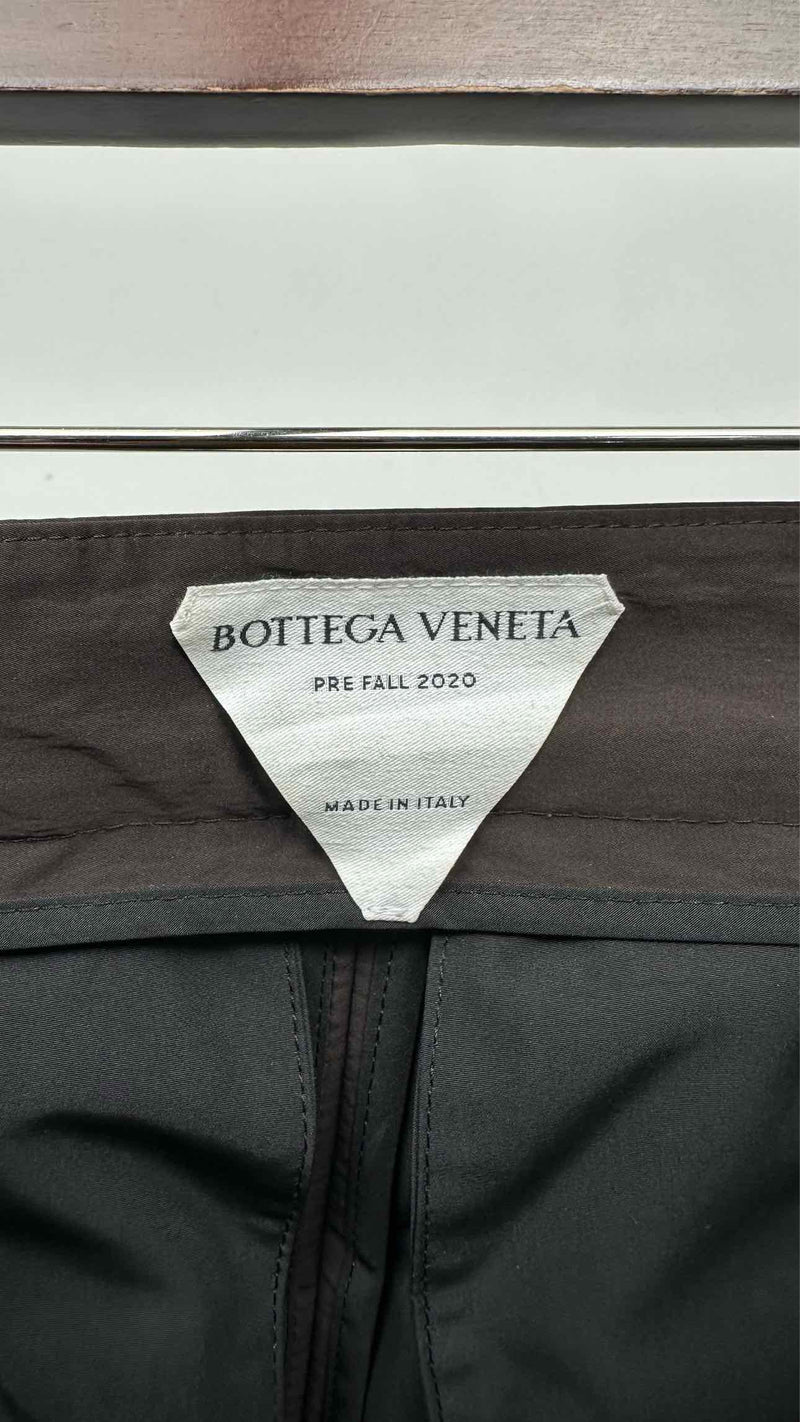 BOTTEGA VENETA
PRE FALL 2020
MADE IN ITALY